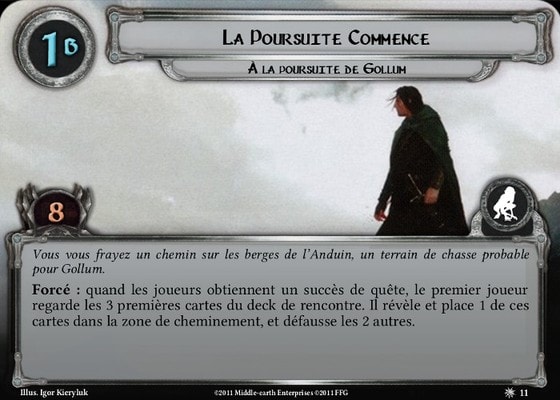 1B
La Poursuite Commence
À la poursuite de Gollum
8
Vous vous frayez un chemin sur les berges de l'Anduin, un terrain de chasse probable
pour Gollum.
Forcé : quand les joueurs obtiennent un succès de quête, le premier joueur
regarde les 3 premières cartes du deck de rencontre. Il révèle et place 1 de ces
cartes dans la zone de cheminement, et défausse les 2 autres.
Illus. Igor Kieryluk
©2011 Middle-earth Enterprises ©2011 FFG
11